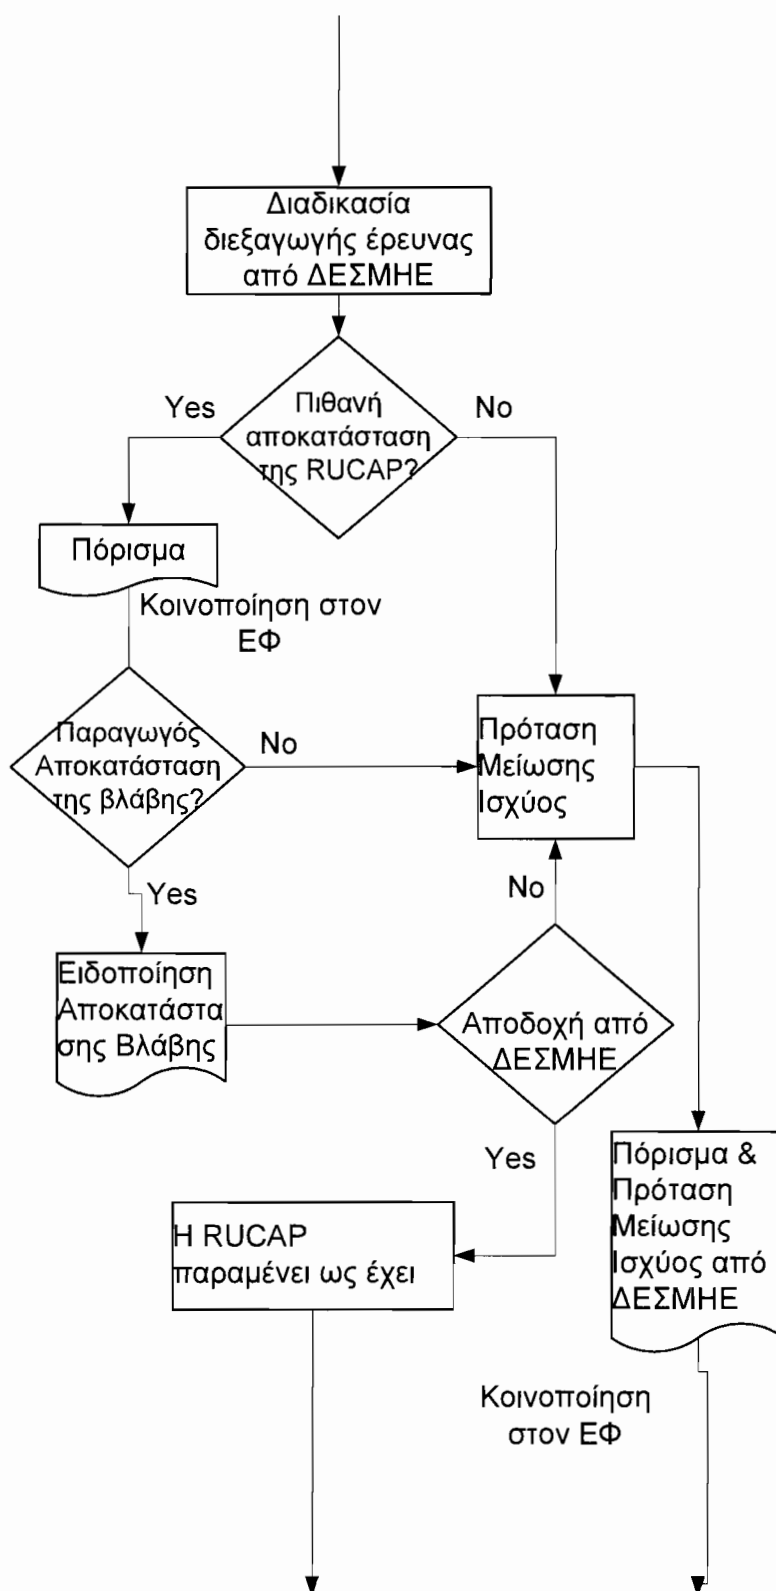 Διαδικασία
διεξαγωγής έρευνας
από ΔΕΣΜΗΕ
Yes
Πιθανή
αποκατάσταση
της RUCAP?
No
Πόρισμα
Κοινοποίηση στον
ΕΦ
Παραγωγός
Αποκατάσταση
της βλάβης?
No
Πρόταση
Μείωσης
Ισχύος
Yes
No
Ειδοποίηση
Αποκατάστα
σης Βλάβης
Αποδοχή από
ΔΕΣΜΗΕ
Yes
Πόρισμα &
Πρόταση
Μείωσης
Ισχύος από
ΔΕΣΜΗΕ
Η RUCAP
παραμένει ως έχει
Κοινοποίηση
στον ΕΦ